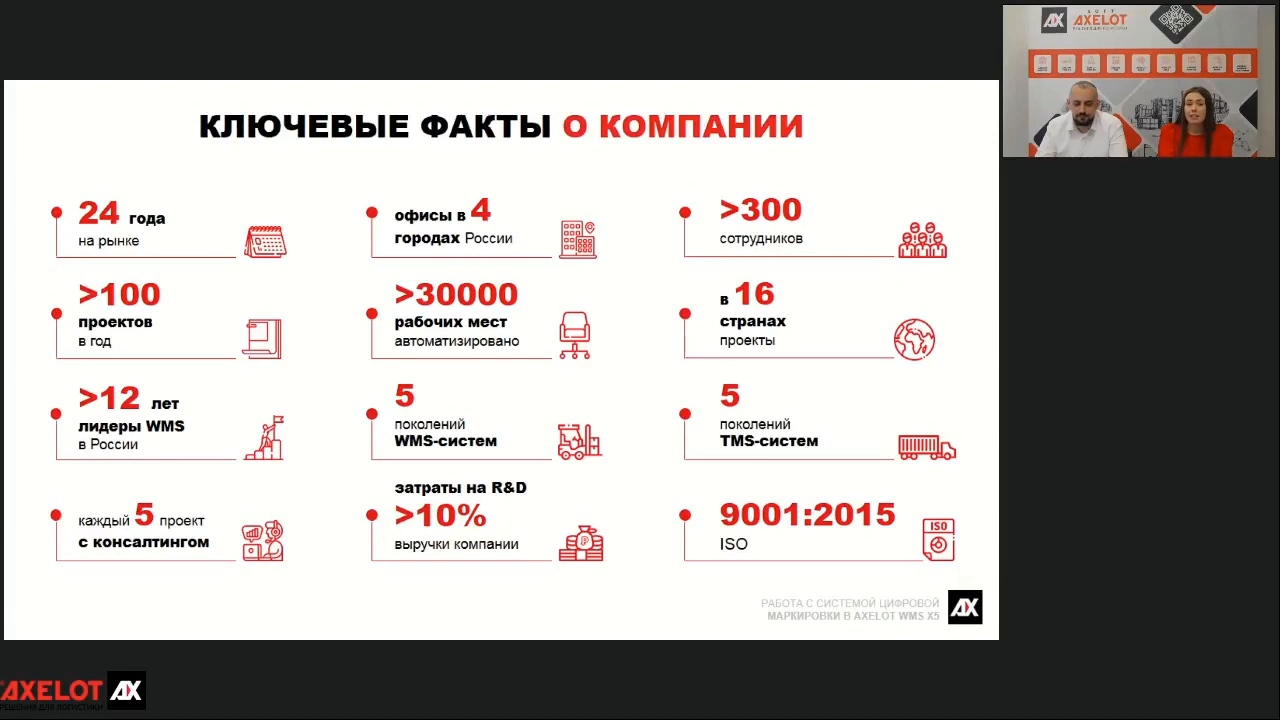 КЛЮЧЕВЫЕ ФАКТЫ О КОМПАНИИ
24 года
на рынке
офисы в 4
городах России
>300
сотрудников
>100
проектов
в год
>30000
рабочих мест
автоматизировано
в 16
странах
проекты
>12 лет
лидеры WMS
в России
5
поколений
WMS-систем
5
поколений
TMS-систем
каждый 5 проект
с консалтингом
затраты на R&D
>10%
выручки компании
9001:2015
ISO
ISO
РАБОТА С СИСТЕМОЙ ЦИФРОВОЙ
МАРКИРОВКИ В AXELOT WMS X5
AX
AXELOT AX
РЕШЕНИЯ ДЛЯ ЛОГИСТИКИ
SOFT
AX AXELOT